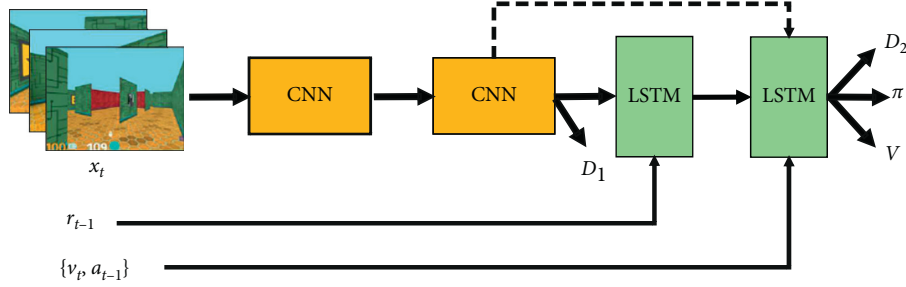 CNN
CNN
LSTM
LSTM
D₂
π
V
D₁
100
109
xₜ
rₜ₋₁
{vₜ, aₜ₋₁}